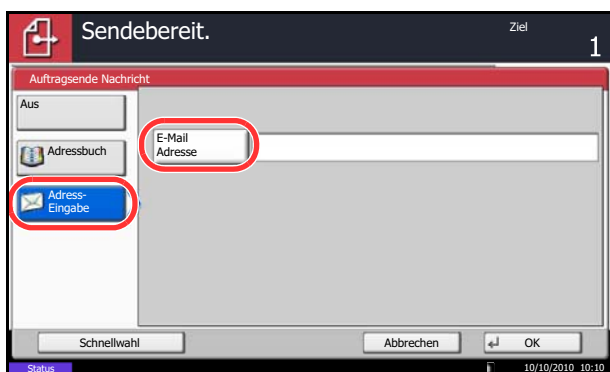 Sendebereit.
Ziel
1
Auftragsende Nachricht
Aus
Adressbuch
Adress-
Eingabe
E-Mail
Adresse
Schnellwahl
Abbrechen
OK
Status
10/10/2010 10:10